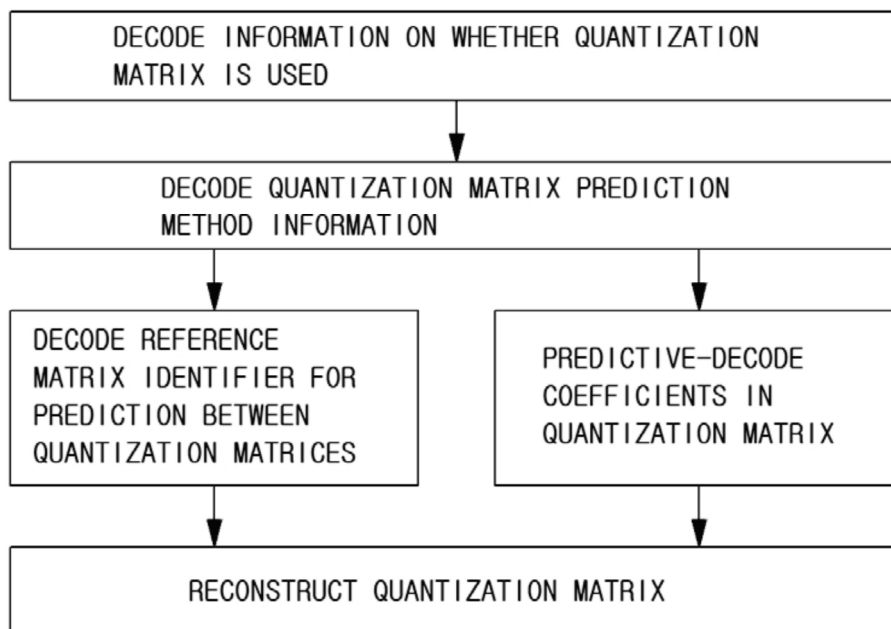 DECODE INFORMATION ON WHETHER QUANTIZATION
MATRIX IS USED
DECODE QUANTIZATION MATRIX PREDICTION
METHOD INFORMATION
DECODE REFERENCE
MATRIX IDENTIFIER FOR
PREDICTION BETWEEN
QUANTIZATION MATRICES
PREDICTIVE-DECODE
COEFFICIENTS IN
QUANTIZATION MATRIX
RECONSTRUCT QUANTIZATION MATRIX